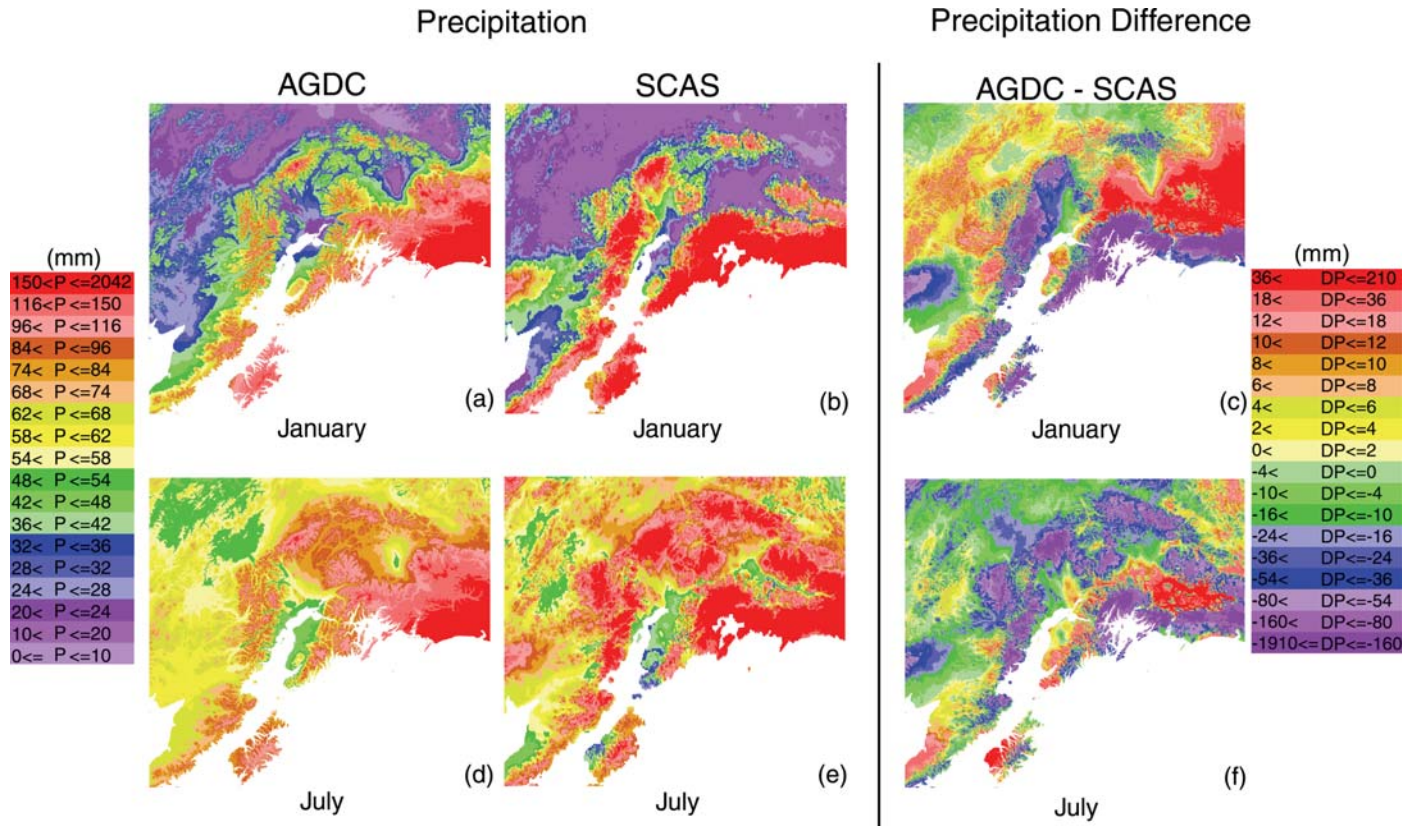 Precipitation
Precipitation Difference
AGDC
SCAS
AGDC - SCAS
(a)
(b)
(c)
January
January
January
(mm)
150<P <=2042
116<P <=150
96< P <=116
84< P <=96
74< P <=84
68< P <=74
62< P <=68
58< P <=62
54< P <=58
48< P <=54
42< P <=48
36< P <=42
32< P <=36
28< P <=32
24< P <=28
20< P <=24
10< P <=20
0<= P <=10
(mm)
36< DP<=210
18< DP<=36
12< DP<=18
10< DP<=12
8< DP<=10
6< DP<=8
4< DP<=6
2< DP<=4
0< DP<=2
-4< DP<=0
-10< DP<=-4
-16< DP<=-10
-24< DP<=-16
-36< DP<=-24
-54< DP<=-36
-80< DP<=-54
-160< DP<=-80
-1910<= DP<=-160
(d)
(e)
(f)
July
July
July